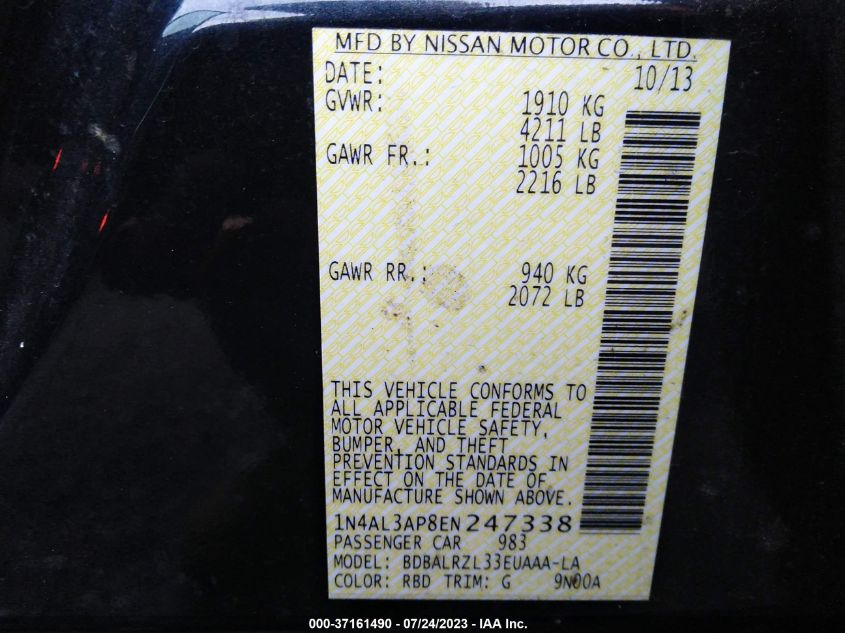 MFD BY NISSAN MOTOR CO., LTD.
DATE: 10/13
GVWR: 1910 KG
4211 LB
GAWR FR.: 1005 KG
2216 LB
GAWR RR.: 940 KG
2072 LB
THIS VEHICLE CONFORMS TO
ALL APPLICABLE FEDERAL
MOTOR VEHICLE SAFETY,
BUMPER, AND THEFT
PREVENTION STANDARDS IN
EFFECT ON THE DATE OF
MANUFACTURE SHOWN ABOVE.
1N4AL3AP8EN247338
PASSENGER CAR 983
MODEL: BDBALRZL33EUAAA-LA
COLOR: RBD TRIM: G 9N00A
000-37161490 - 07/24/2023 - IAA Inc.